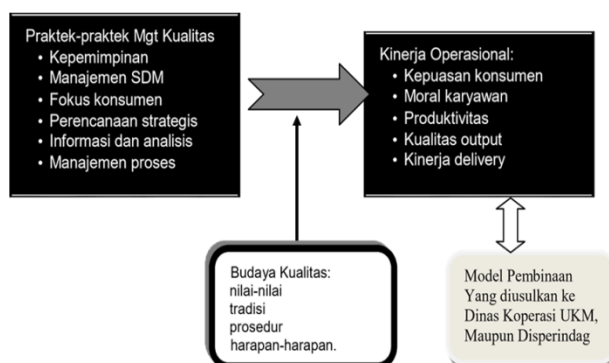 Praktek-praktek Mgt Kualitas
• Kepemimpinan
• Manajemen SDM
• Fokus konsumen
• Perencanaan strategis
• Informasi dan analisis
• Manajemen proses
Kinerja Operasional:
• Kepuasan konsumen
• Moral karyawan
• Produktivitas
• Kualitas output
• Kinerja delivery
Budaya Kualitas:
nilai-nilai
tradisi
prosedur
harapan-harapan.
Model Pembinaan
Yang diusulkan ke
Dinas Koperasi UKM,
Maupun Disperindag